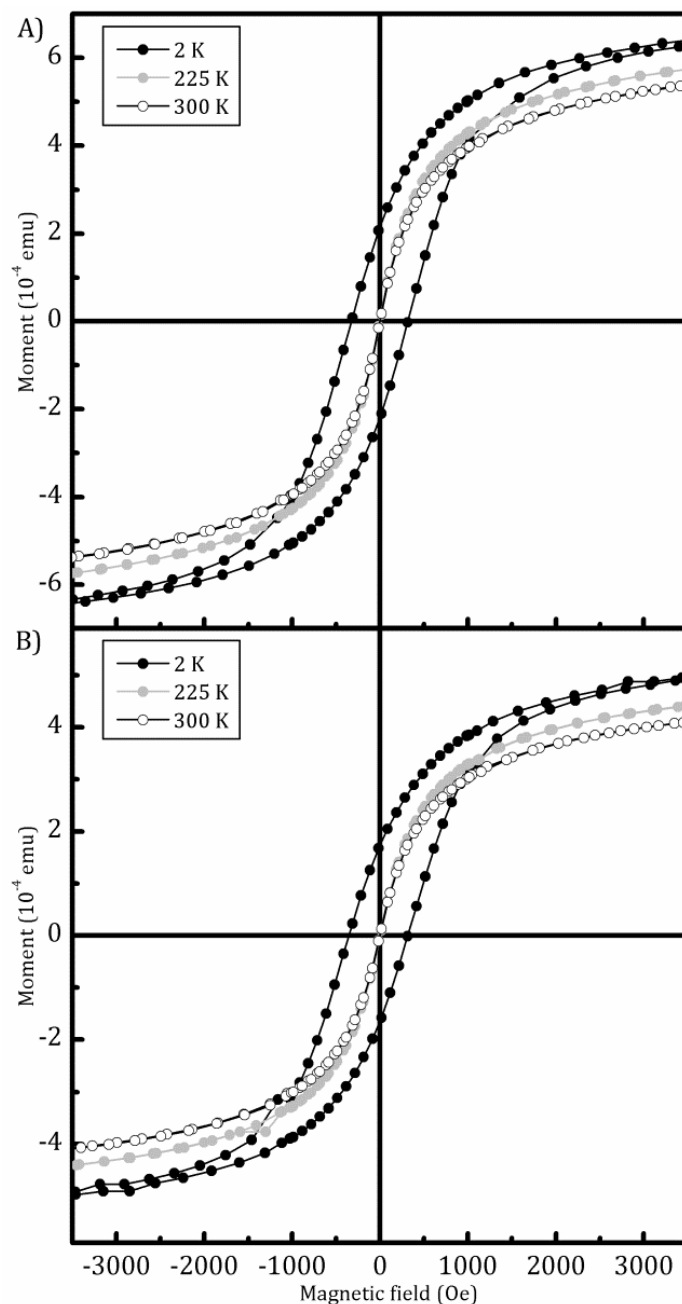 A)
2 K
225 K
300 K
6
4
2
0
-2
-4
-6
Moment (10⁻⁴ emu)
B)
2 K
225 K
300 K
4
2
0
-2
-4
Moment (10⁻⁴ emu)
-3000 -2000 -1000 0 1000 2000 3000
Magnetic field (Oe)